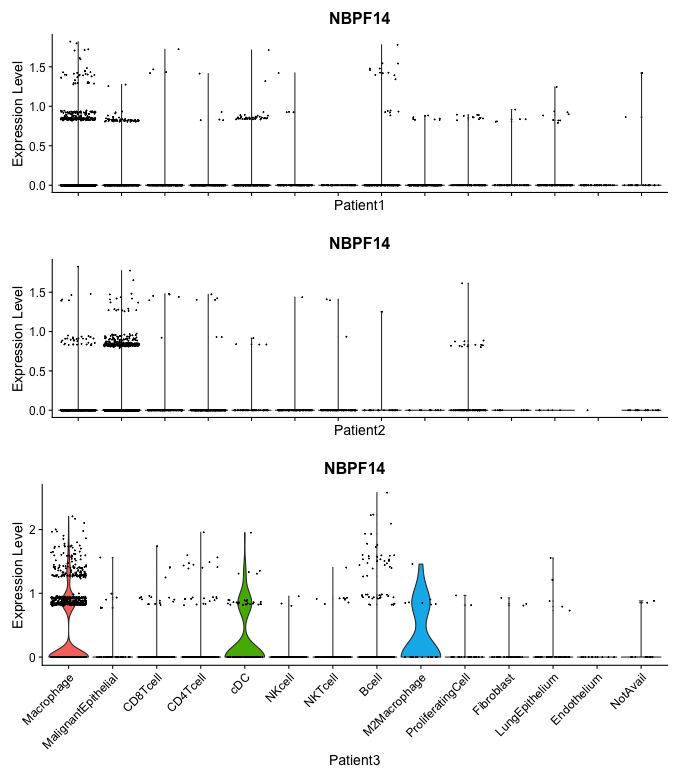 NBPF14
Expression Level
1.5
1.0
0.5
0.0
Patient1
NBPF14
Expression Level
1.5
1.0
0.5
0.0
Patient2
NBPF14
Expression Level
2
1
0
Macrophage
MalignantEpithelial
CD8Tcell
CD4Tcell
cDC
NKcell
NKTcell
Bcell
M2Macrophage
ProliferatingCell
Fibroblast
LungEpithelium
Endothelium
NotAvail
Patient3